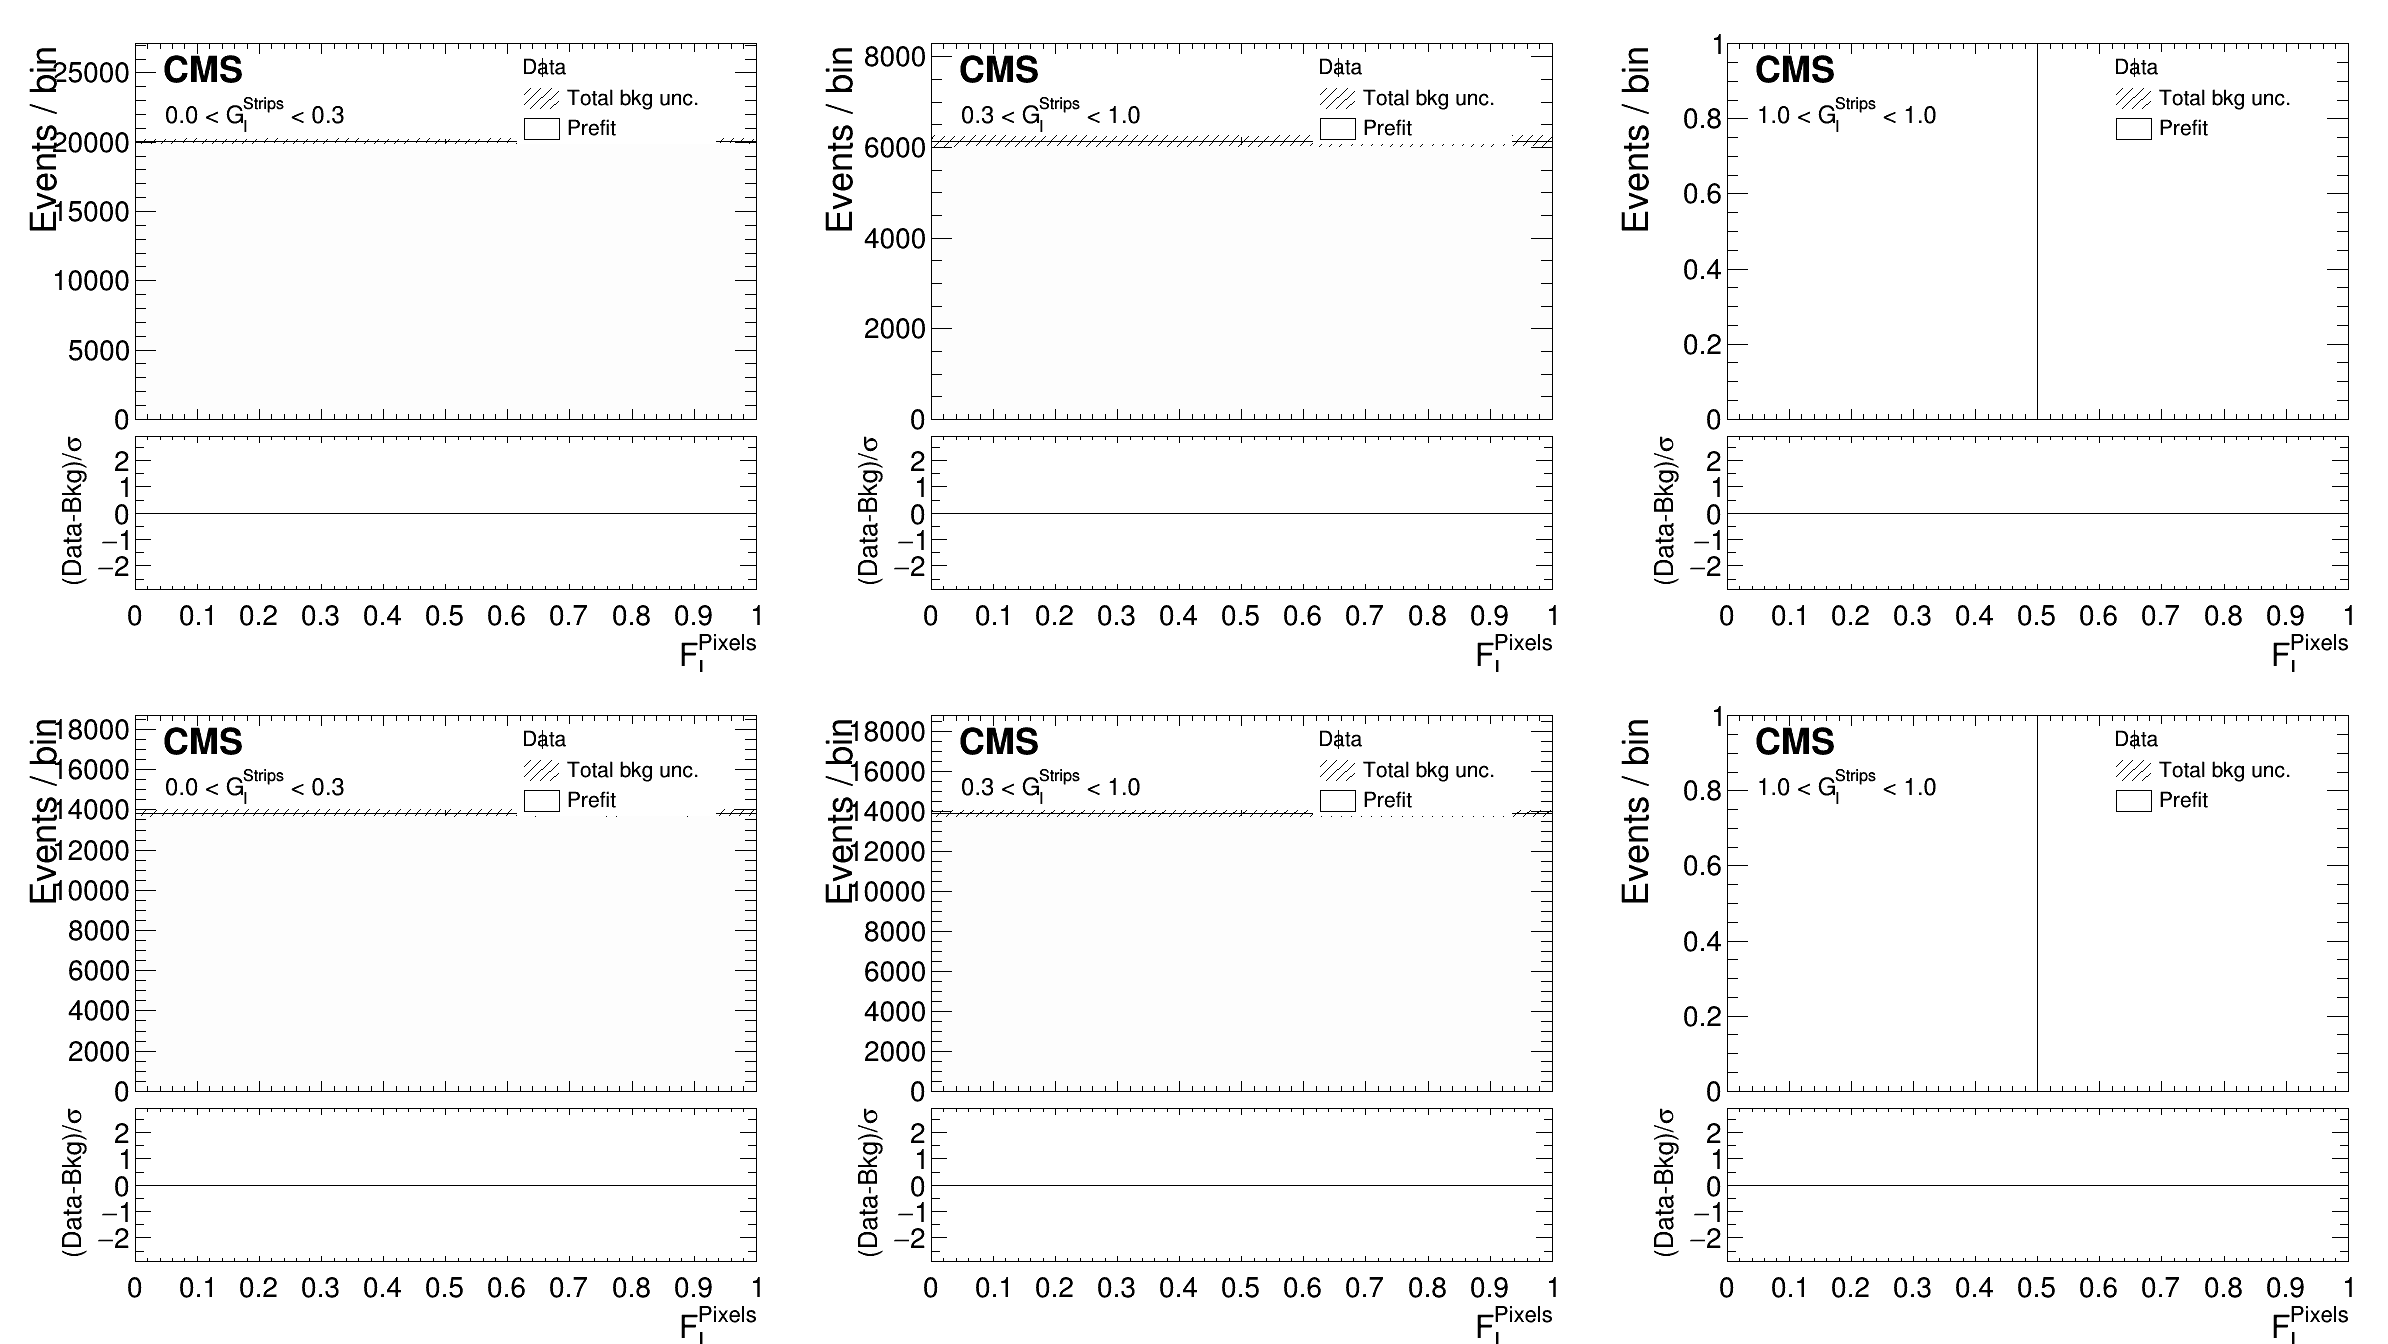 Events / bin
25000
20000
15000
10000
5000
0
CMS
0.0 < G_I^Strips < 0.3
Data
Total bkg unc.
Prefit
(Data-Bkg)/σ
2
1
0
−1
−2
0 0.1 0.2 0.3 0.4 0.5 0.6 0.7 0.8 0.9 1
F_I^Pixels
Events / bin
8000
6000
4000
2000
0
CMS
0.3 < G_I^Strips < 1.0
Data
Total bkg unc.
Prefit
(Data-Bkg)/σ
2
1
0
−1
−2
0 0.1 0.2 0.3 0.4 0.5 0.6 0.7 0.8 0.9 1
F_I^Pixels
Events / bin
1
0.8
0.6
0.4
0.2
0
CMS
1.0 < G_I^Strips < 1.0
Data
Total bkg unc.
Prefit
(Data-Bkg)/σ
2
1
0
−1
−2
0 0.1 0.2 0.3 0.4 0.5 0.6 0.7 0.8 0.9 1
F_I^Pixels
Events / bin
18000
16000
14000
12000
10000
8000
6000
4000
2000
0
CMS
0.0 < G_I^Strips < 0.3
Data
Total bkg unc.
Prefit
(Data-Bkg)/σ
2
1
0
−1
−2
0 0.1 0.2 0.3 0.4 0.5 0.6 0.7 0.8 0.9 1
F_I^Pixels
Events / bin
18000
16000
14000
12000
10000
8000
6000
4000
2000
0
CMS
0.3 < G_I^Strips < 1.0
Data
Total bkg unc.
Prefit
(Data-Bkg)/σ
2
1
0
−1
−2
0 0.1 0.2 0.3 0.4 0.5 0.6 0.7 0.8 0.9 1
F_I^Pixels
Events / bin
1
0.8
0.6
0.4
0.2
0
CMS
1.0 < G_I^Strips < 1.0
Data
Total bkg unc.
Prefit
(Data-Bkg)/σ
2
1
0
−1
−2
0 0.1 0.2 0.3 0.4 0.5 0.6 0.7 0.8 0.9 1
F_I^Pixels